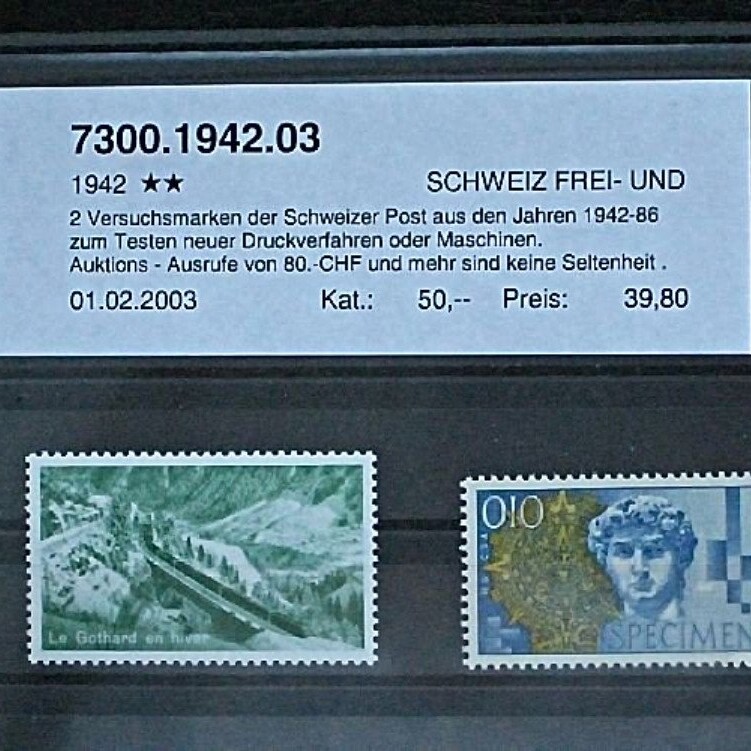 7300.1942.03
1942 ★★ SCHWEIZ FREI- UND
2 Versuchsmarken der Schweizer Post aus den Jahren 1942-86
zum Testen neuer Druckverfahren oder Maschinen.
Auktions - Ausrufe von 80.-CHF und mehr sind keine Seltenheit .
01.02.2003 Kat.: 50,-- Preis: 39,80
Le Gothard en hiver
010
SPECIMEN